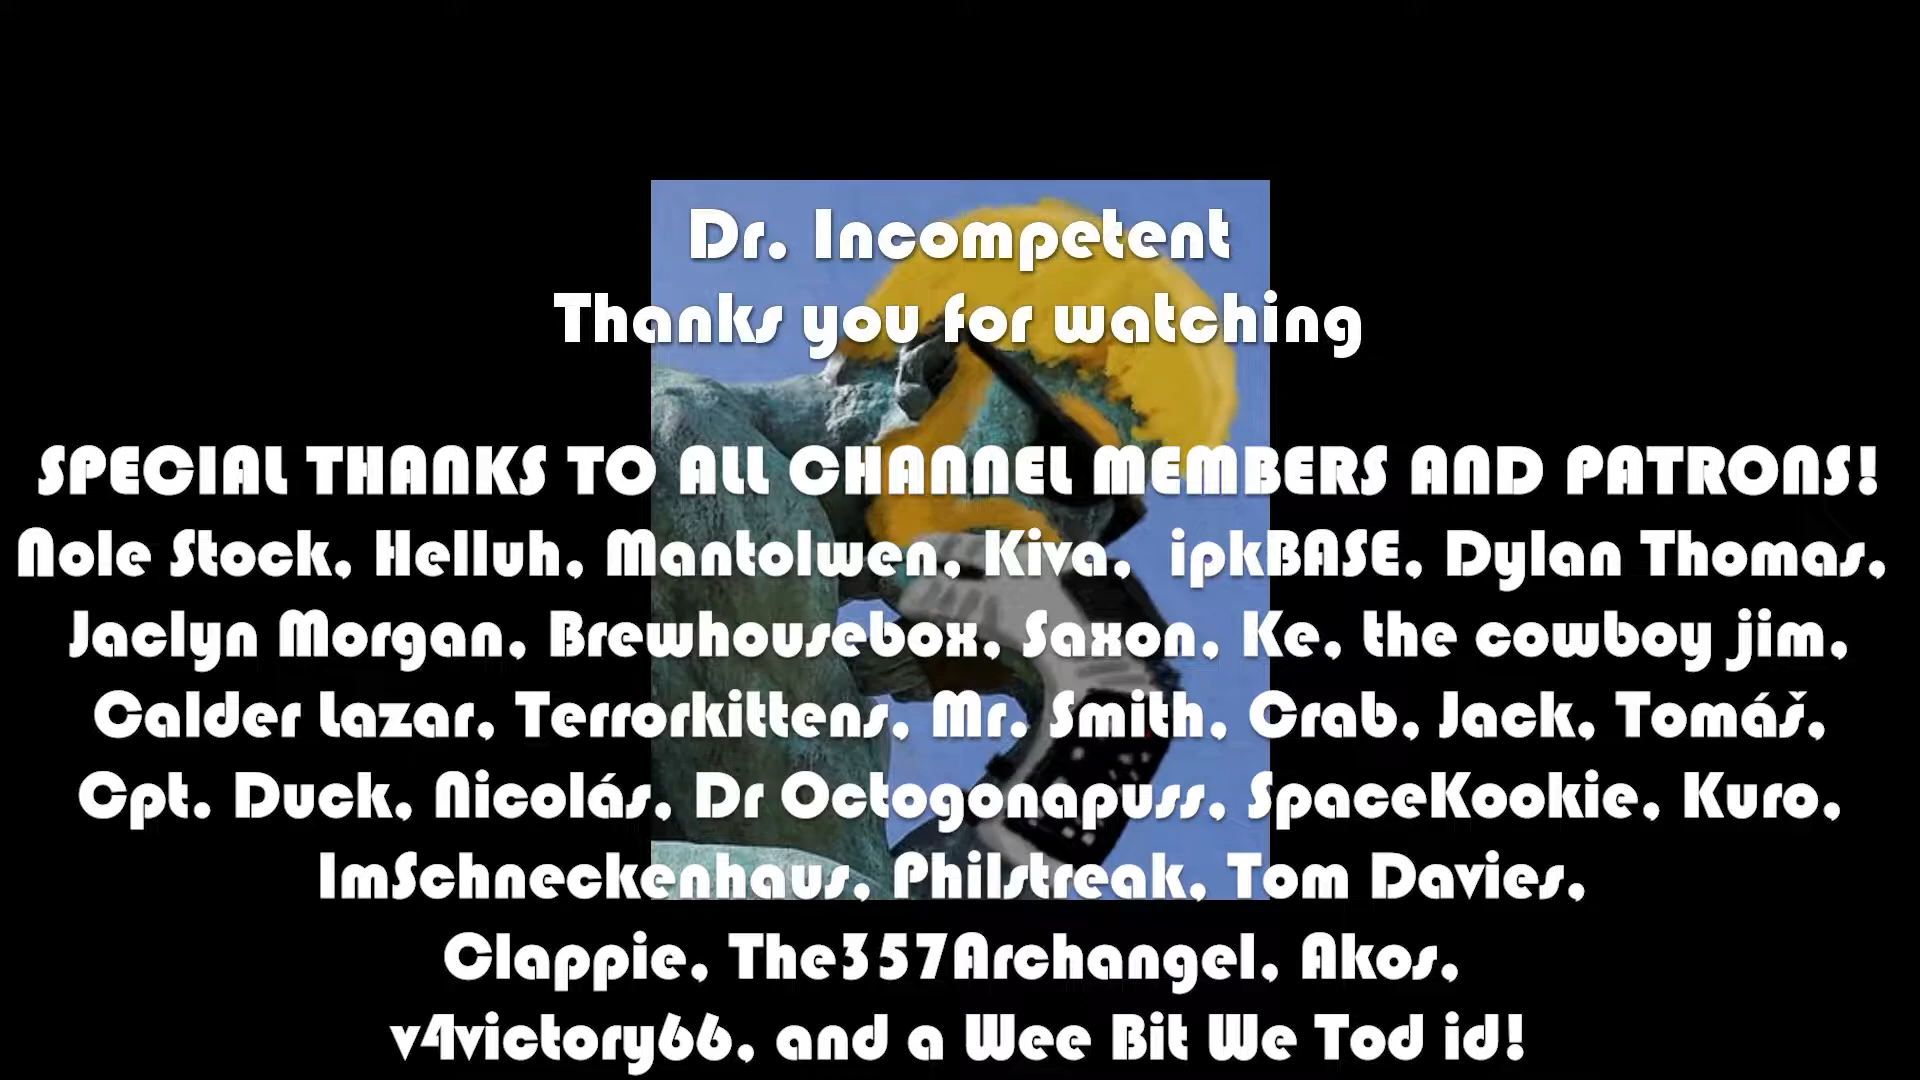 Dr. Incompetent
Thanks you for watching
SPECIAL THANKS TO ALL CHANNEL MEMBERS AND PATRONS!
Nole Stock, Helluh, Mantolwen, Kiva, ipkBASE, Dylan Thomas,
Jaclyn Morgan, Brewhousebox, Saxon, Ke, the cowboy jim,
Calder Lazar, Terrorkittens, Mr. Smith, Crab, Jack, Tomáš,
Cpt. Duck, Nicolás, Dr Octogonapuss, SpaceKookie, Kuro,
ImSchneckenhaus, Philstreak, Tom Davies,
Clappie, The357Archangel, Akos,
v4victory66, and a Wee Bit We Tod id!